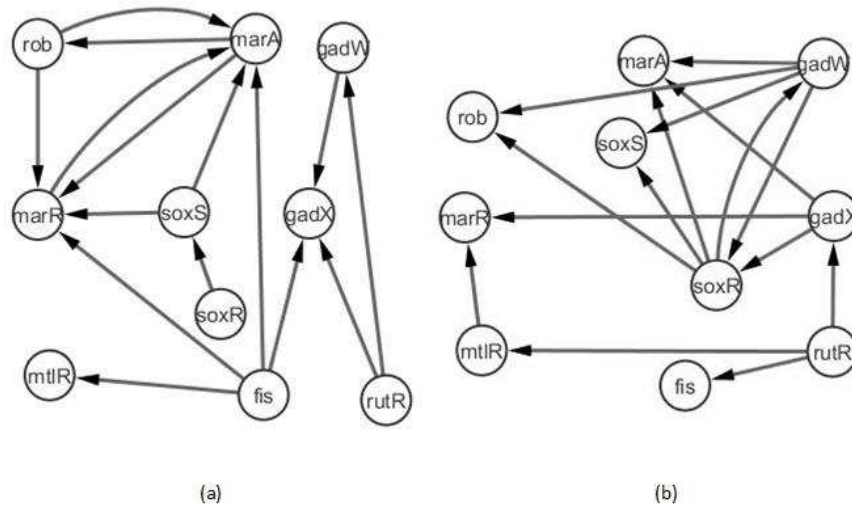 rob
marA
gadW
marR
soxS
gadX
soxR
mtlR
fis
rutR
(a)
marA
gadW
rob
soxS
marR
gadX
soxR
mtlR
rutR
fis
(b)